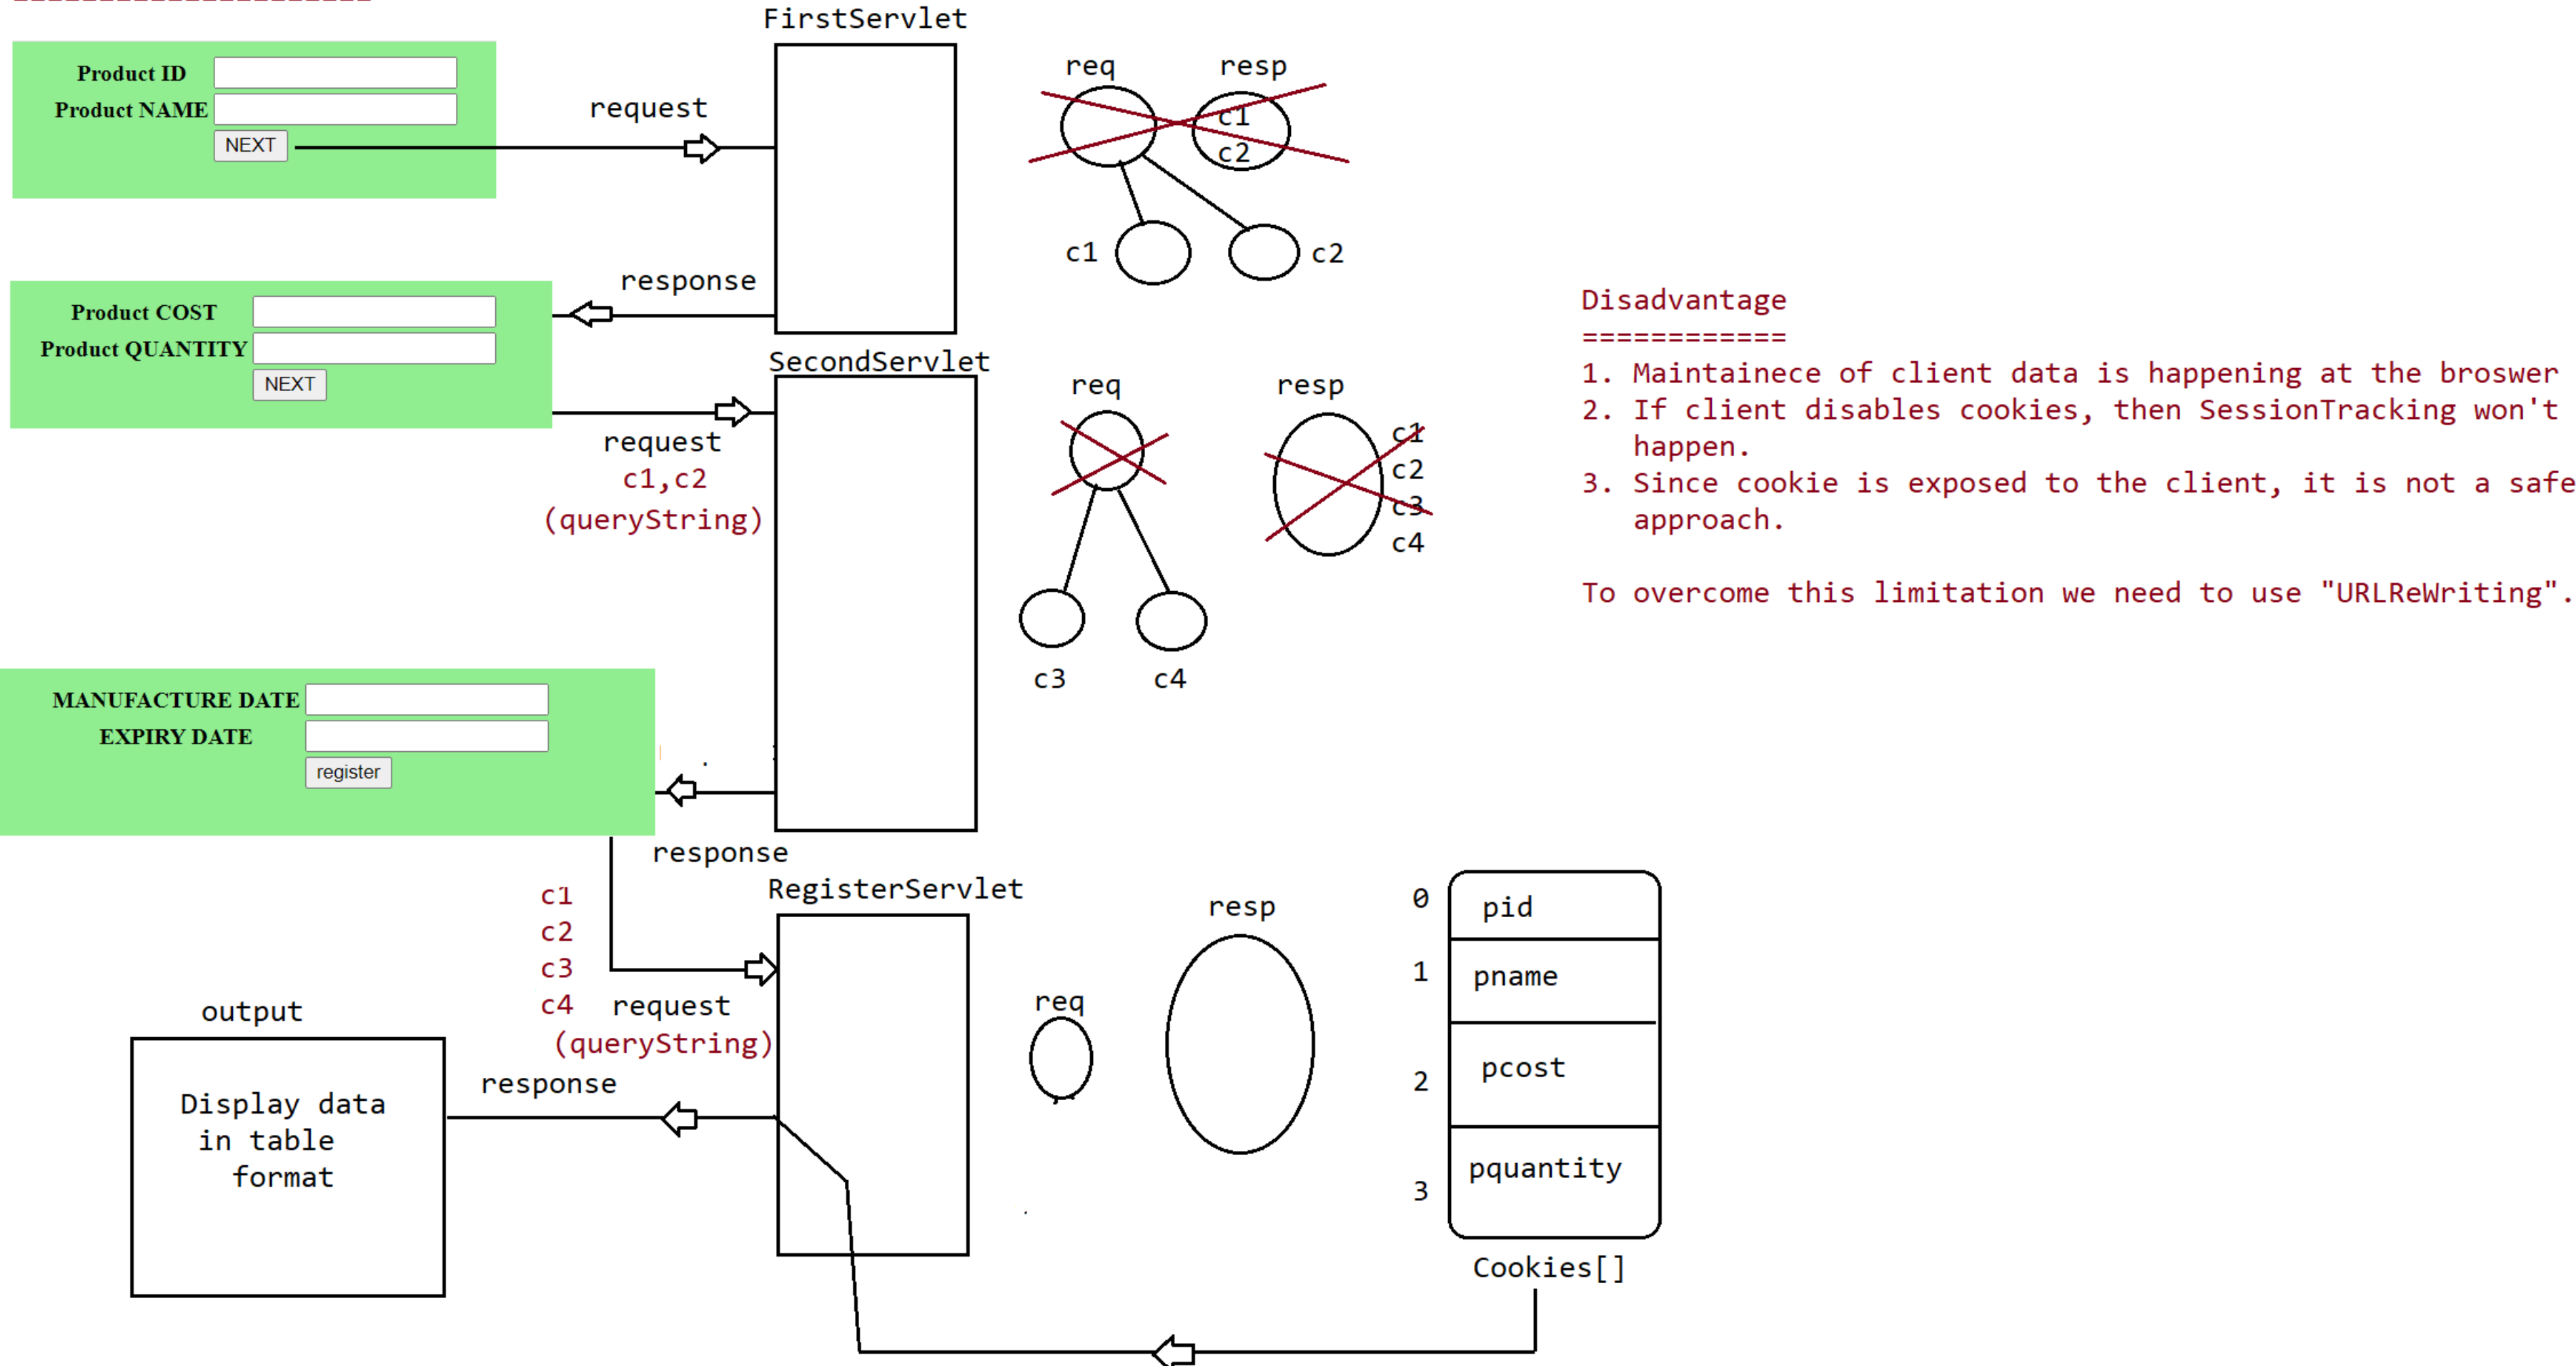 =====================
FirstServlet
Product ID
Product NAME
NEXT
request
req
resp
c1
c2
c1
c2
response
Product COST
Product QUANTITY
NEXT
SecondServlet
request
c1,c2
(queryString)
req
resp
c1
c2
c3
c4
c3
c4
Disadvantage
============
1. Maintainece of client data is happening at the broswer
2. If client disables cookies, then SessionTracking won't
happen.
3. Since cookie is exposed to the client, it is not a safe
approach.
To overcome this limitation we need to use "URLReWriting".
MANUFACTURE DATE
EXPIRY DATE
register
response
RegisterServlet
c1
c2
c3
c4
request
(queryString)
req
resp
0
pid
1
pname
2
pcost
3
pquantity
Cookies[]
response
output
Display data
in table
format